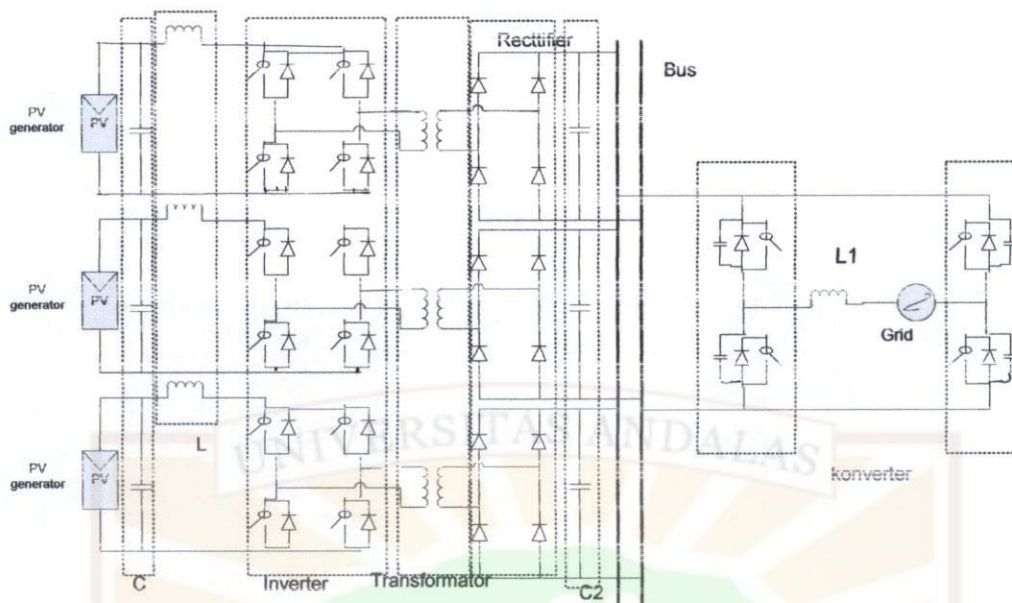 Recttifier
Bus
PV generator
PV
PV generator
PV
L1
Grid
UNIVERSITAS ANDALAS
L
PV generator
PV
konverter
C
Inverter
Transformator
C2